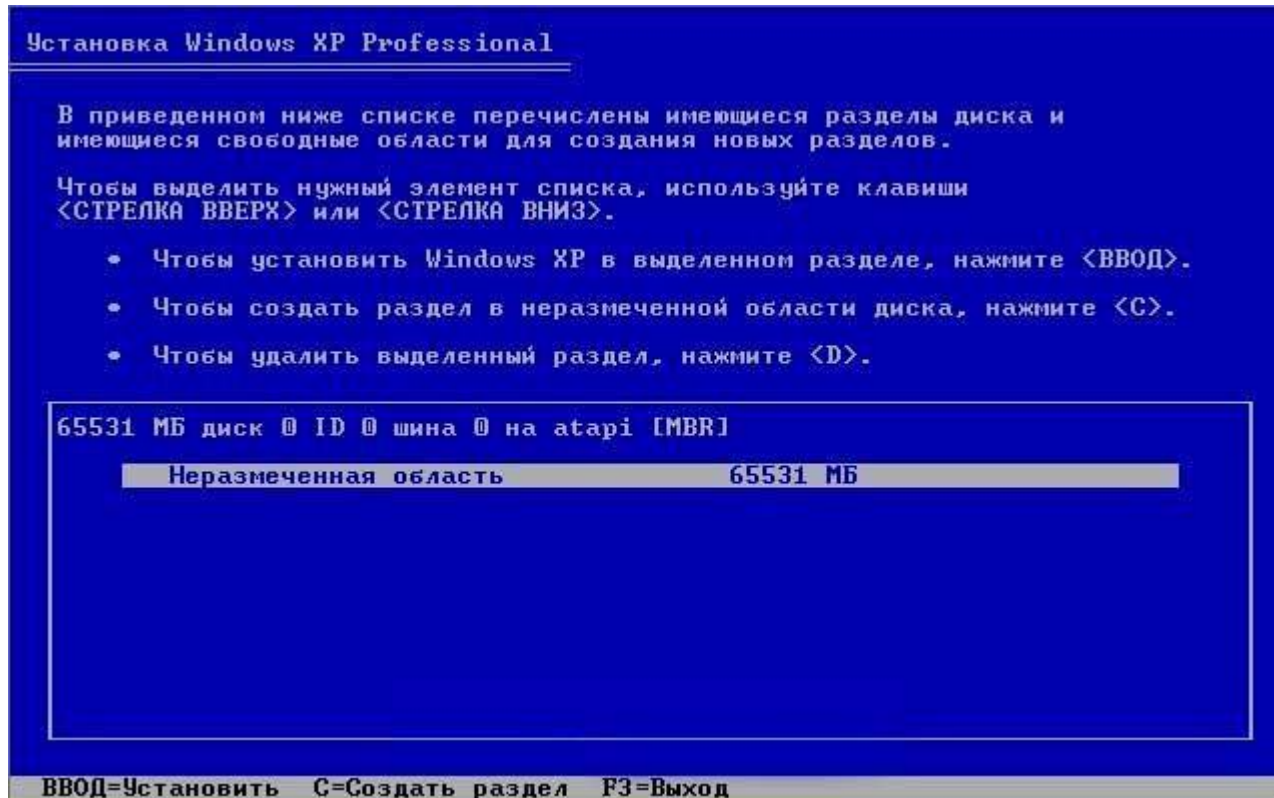 Установка Windows XP Professional
В приведенном ниже списке перечислены имеющиеся разделы диска и
имеющиеся свободные области для создания новых разделов.
Чтобы выделить нужный элемент списка, используйте клавиши
<СТРЕЛКА ВВЕРХ> или <СТРЕЛКА ВНИЗ>.
• Чтобы установить Windows XP в выделенном разделе, нажмите <ВВОД>.
• Чтобы создать раздел в неразмеченной области диска, нажмите <C>.
• Чтобы удалить выделенный раздел, нажмите <D>.
65531 МБ диск 0 ID 0 шина 0 на atapi [MBR]
Неразмеченная область 65531 МБ
ВВОД=Установить C=Создать раздел F3=Выход